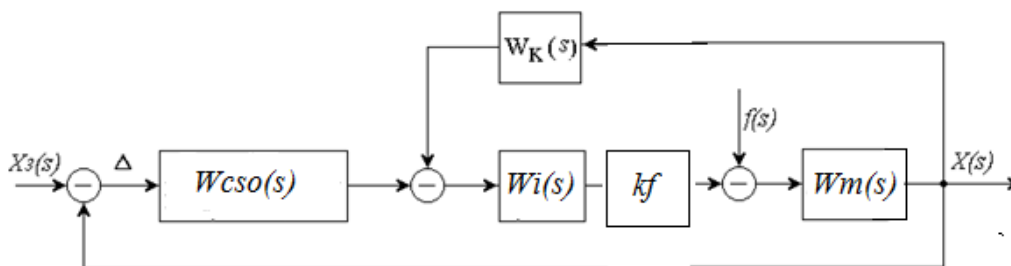 W_K(s)
f(s)
X₃(s)
Δ
Wcso(s)
Wi(s)
kf
Wm(s)
X(s)